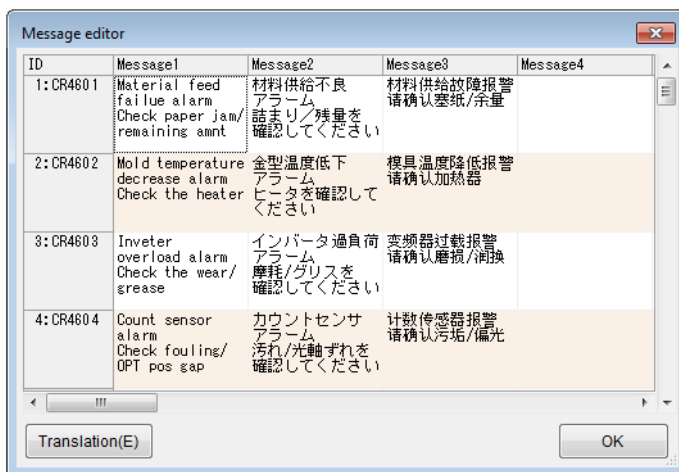 Message editor
ID Message1 Message2 Message3 Message4
1:CR4601
Material feed
failue alarm
Check paper jam/
remaining amnt
材料供給不良
アラーム
詰まり／残量を
確認してください
材料供给故障报警
请确认塞纸/余量
2:CR4602
Mold temperature
decrease alarm
Check the heater
金型温度低下
アラーム
ヒータを確認して
ください
模具温度降低报警
请确认加热器
3:CR4603
Inveter
overload alarm
Check the wear/
grease
インバータ過負荷
アラーム
摩耗/グリスを
確認してください
变频器过载报警
请确认磨损/润换
4:CR4604
Count sensor
alarm
Check fouling/
OPT pos gap
カウントセンサ
アラーム
汚れ/光軸ずれを
確認してください
计数传感器报警
请确认污垢/偏光
Translation(E)
OK